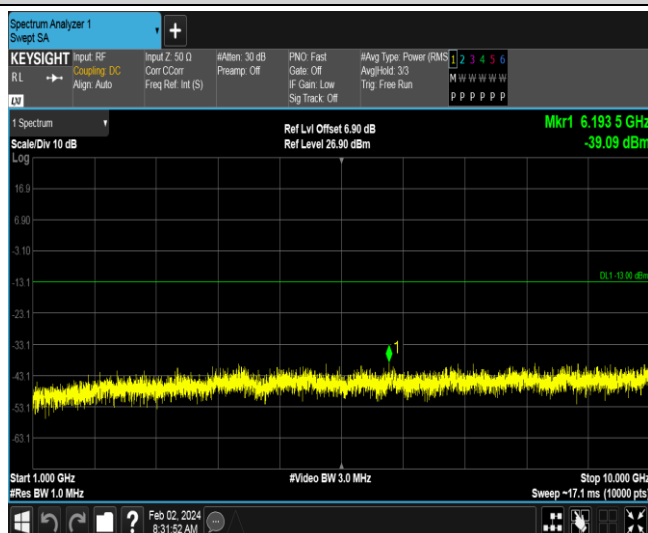 Spectrum Analyzer 1
Swept SA
+
KEYSIGHT
RL
LXI
Input: RF
Coupling: DC
Align: Auto
Input Z: 50 Ω
Corr CCorr
Freq Ref: Int (S)
#Atten: 30 dB
Preamp: Off
PNO: Fast
Gate: Off
IF Gain: Low
Sig Track: Off
#Avg Type: Power (RMS
Avg|Hold: 3/3
Trig: Free Run
1 2 3 4 5 6
M W W W W W
P P P P P P
1 Spectrum
Scale/Div 10 dB
Log
Ref Lvl Offset 6.90 dB
Ref Level 26.90 dBm
Mkr1 6.193 5 GHz
-39.09 dBm
16.9
6.90
-3.10
-13.1
DL1 -13.00 dBm
-23.1
-33.1
1
-43.1
-53.1
-63.1
Start 1.000 GHz
#Res BW 1.0 MHz
#Video BW 3.0 MHz
Stop 10.000 GHz
Sweep ~17.1 ms (10000 pts)
?
Feb 02, 2024
8:31:52 AM